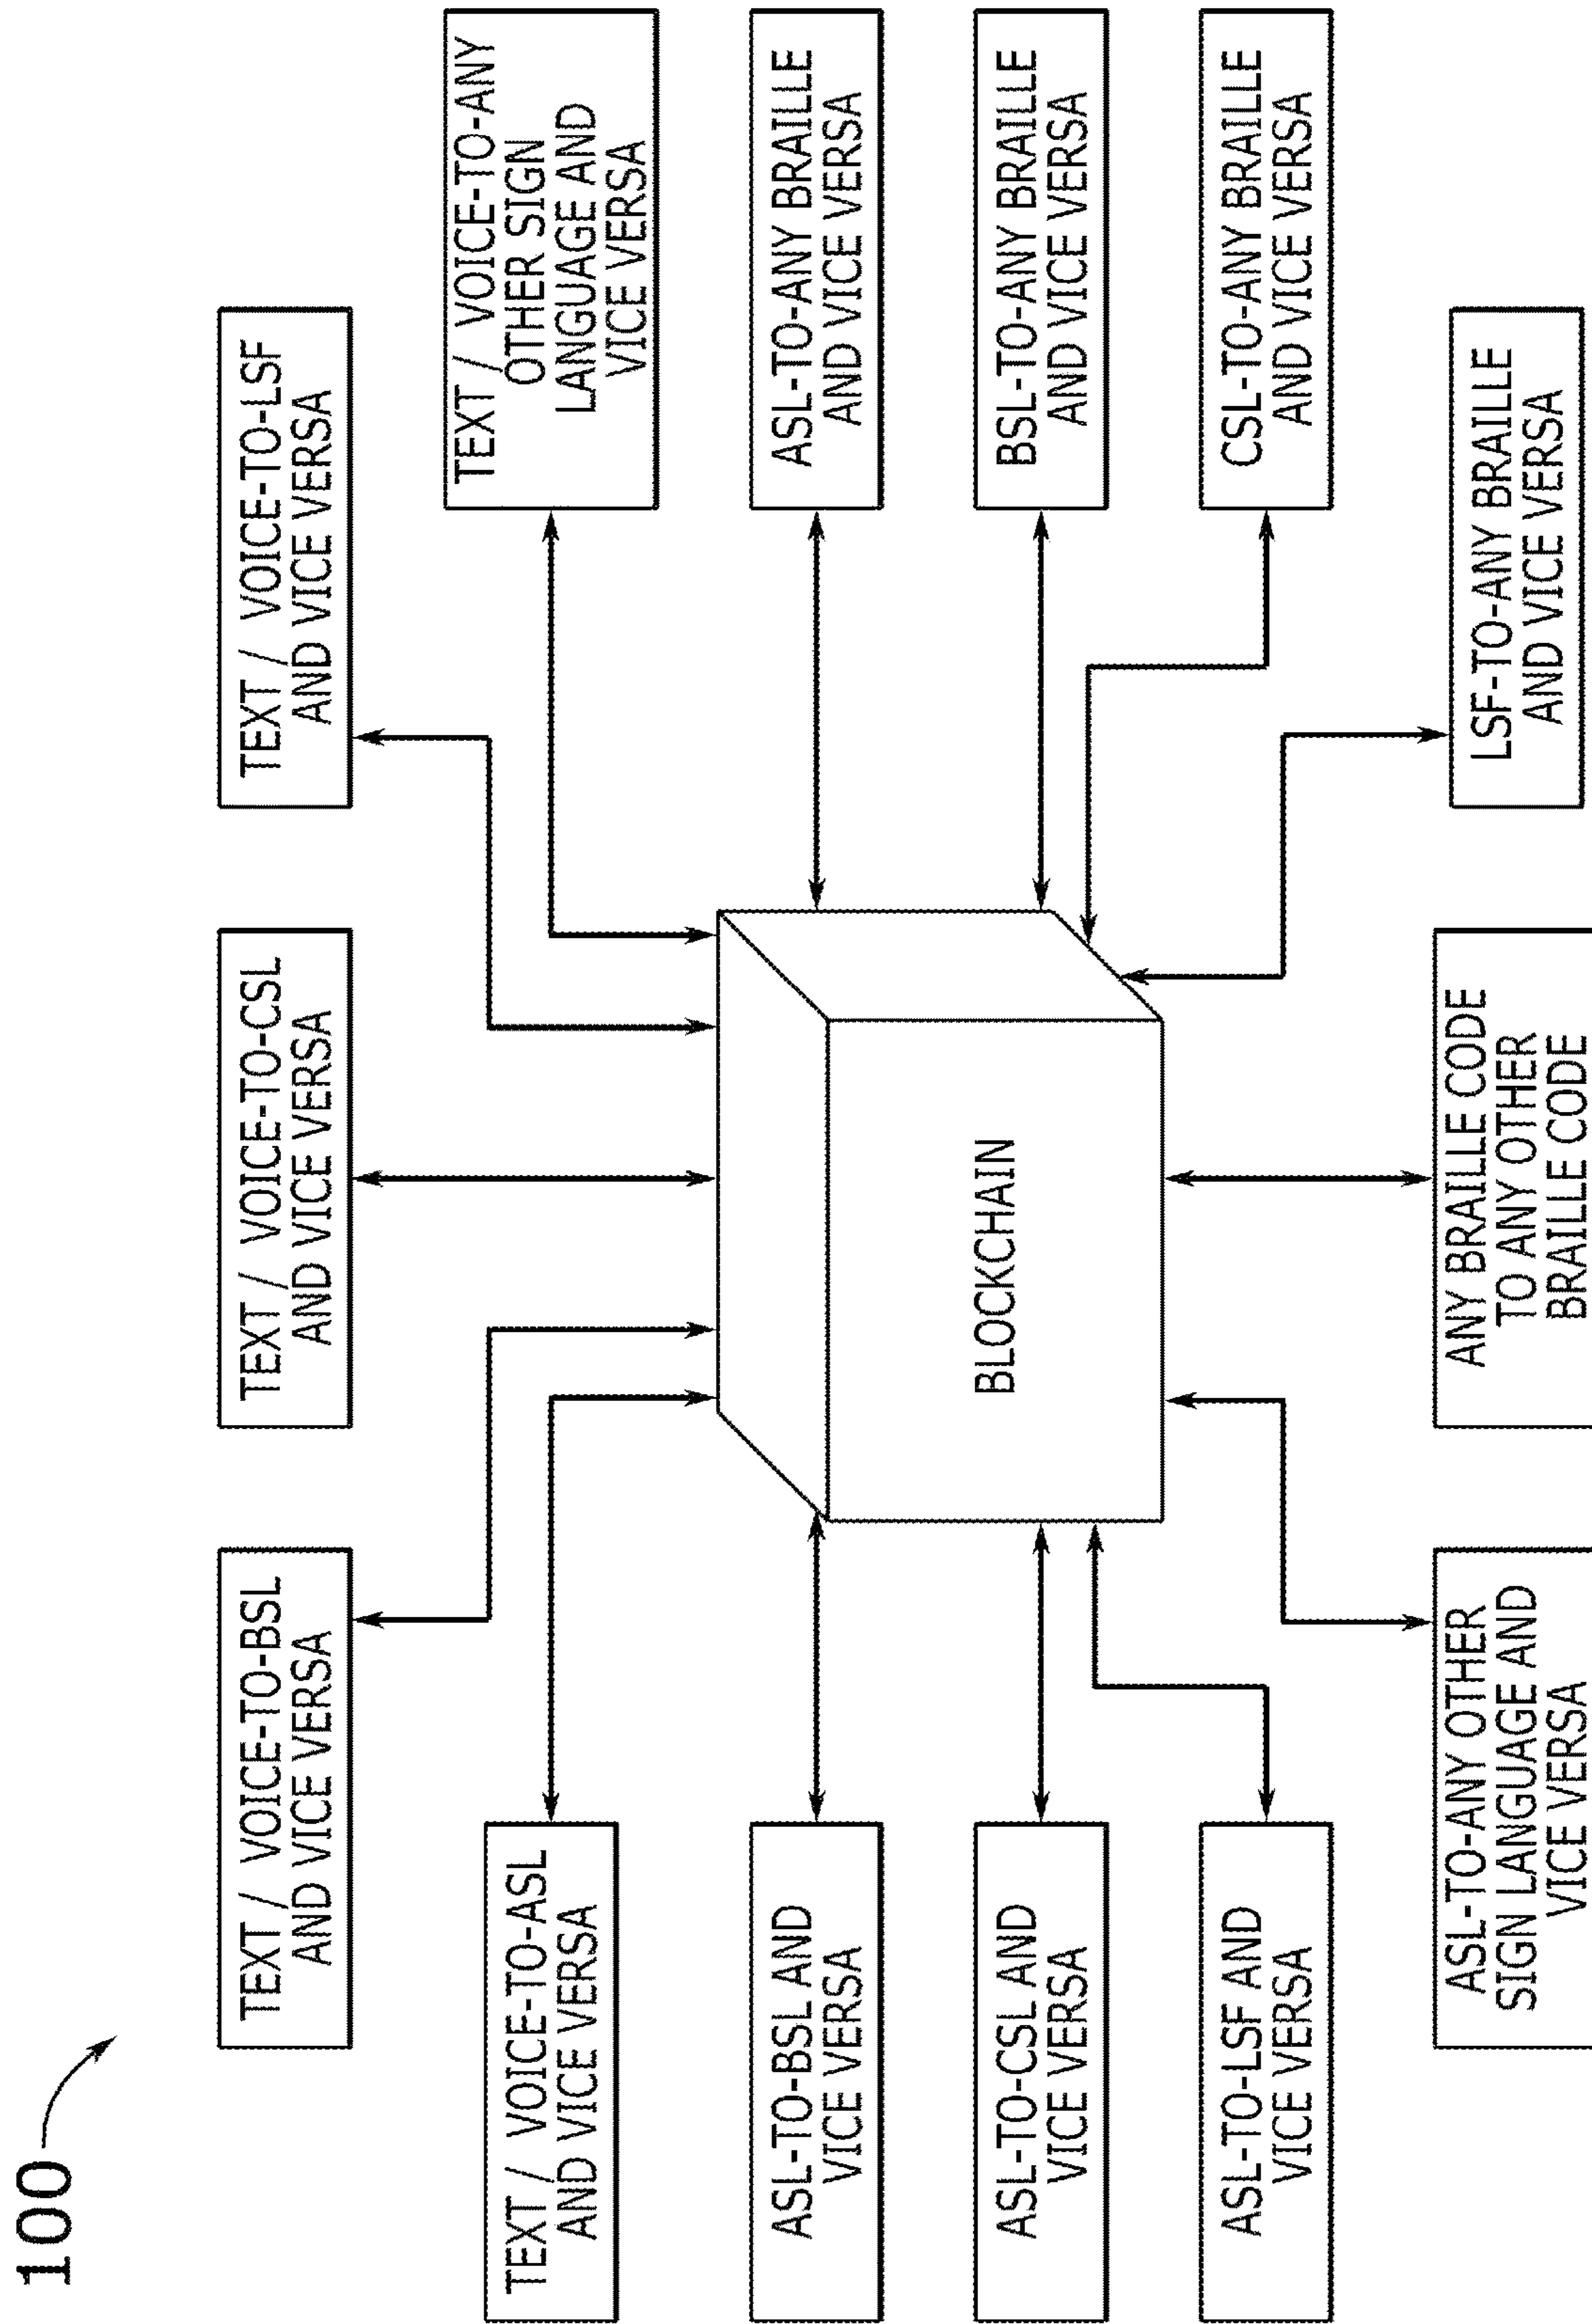 100
TEXT / VOICE-TO-BSL
AND VICE VERSA
TEXT / VOICE-TO-CSL
AND VICE VERSA
TEXT / VOICE-TO-LSF
AND VICE VERSA
TEXT / VOICE-TO-ASL
AND VICE VERSA
TEXT / VOICE-TO-ANY
OTHER SIGN
LANGUAGE AND
VICE VERSA
ASL-TO-BSL AND
VICE VERSA
ASL-TO-ANY BRAILLE
AND VICE VERSA
ASL-TO-CSL AND
VICE VERSA
BLOCKCHAIN
BSL-TO-ANY BRAILLE
AND VICE VERSA
ASL-TO-LSF AND
VICE VERSA
CSL-TO-ANY BRAILLE
AND VICE VERSA
ASL-TO-ANY OTHER
SIGN LANGUAGE AND
VICE VERSA
ANY BRAILLE CODE
TO ANY OTHER
BRAILLE CODE
LSF-TO-ANY BRAILLE
AND VICE VERSA